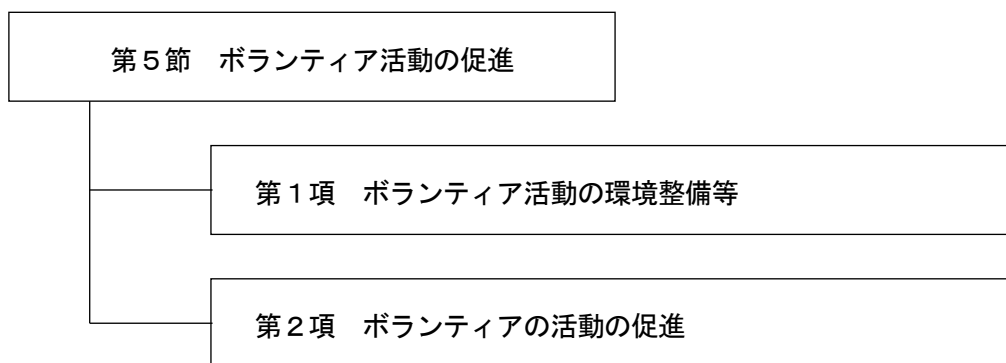 第５節　ボランティア活動の促進
第１項　ボランティア活動の環境整備等
第２項　ボランティアの活動の促進